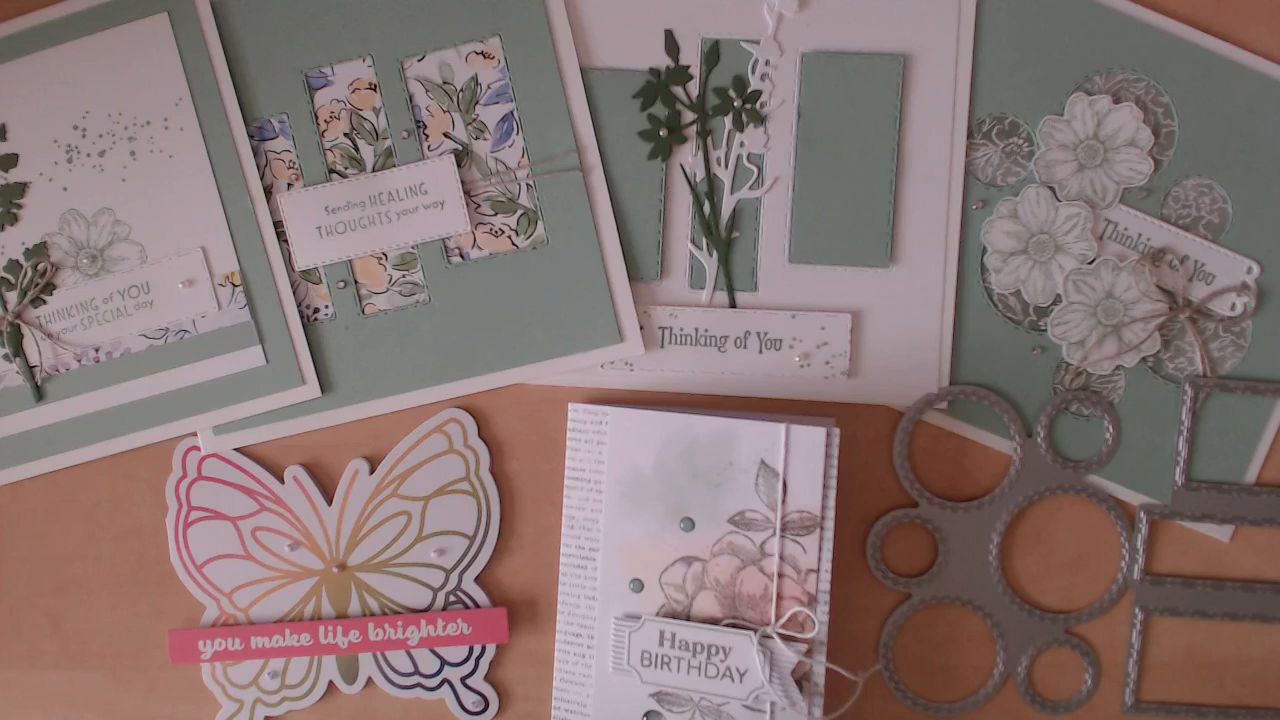 THINKING of YOU
your SPECIAL day
Sending HEALING
THOUGHTS your way
Thinking of You
Thinking
of You
you make life brighter
Happy
BIRTHDAY